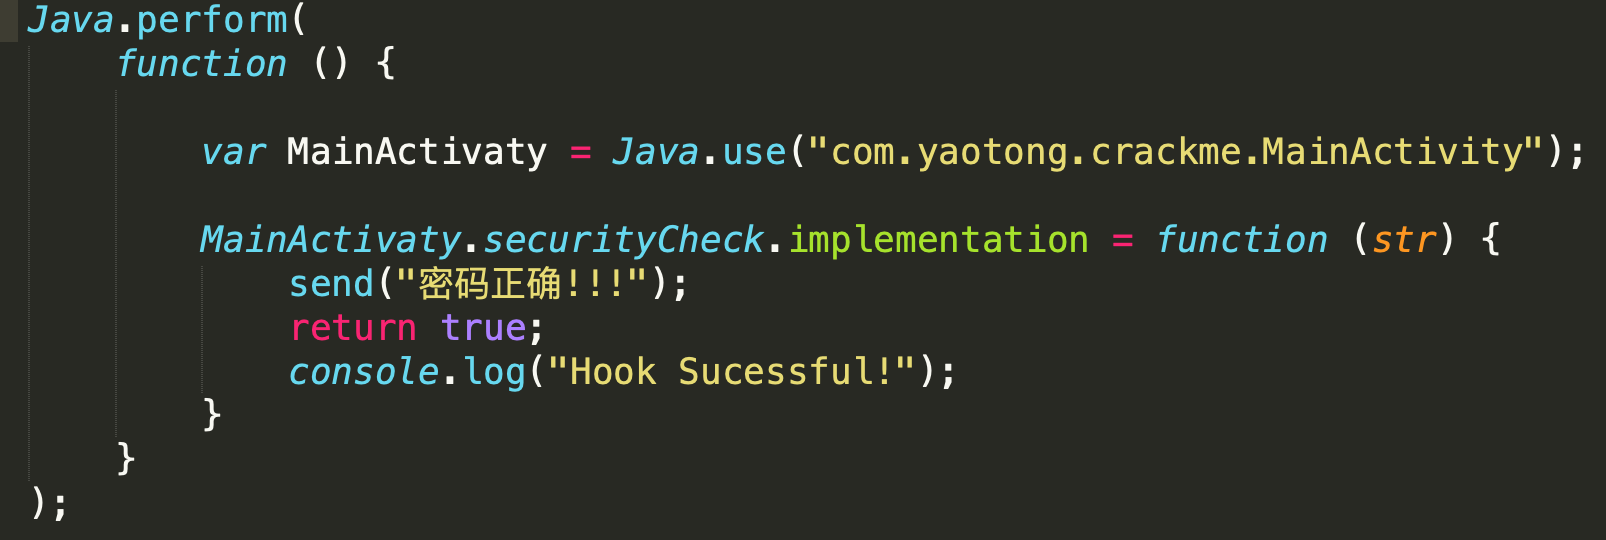 Java.perform(
    function () {
        var MainActivaty = Java.use("com.yaotong.crackme.MainActivity");
        MainActivaty.securityCheck.implementation = function (str) {
            send("密码正确!!!");
            return true;
            console.log("Hook Sucessful!");
        }
    }
);